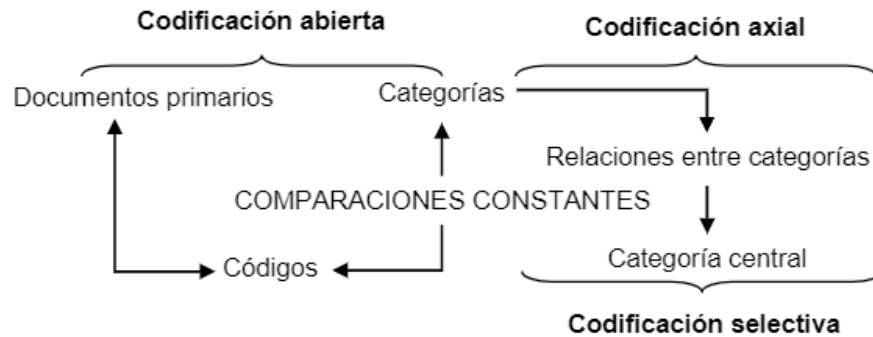 Codificación abierta
Codificación axial
Documentos primarios
Categorías
Relaciones entre categorías
COMPARACIONES CONSTANTES
Códigos
Categoría central
Codificación selectiva